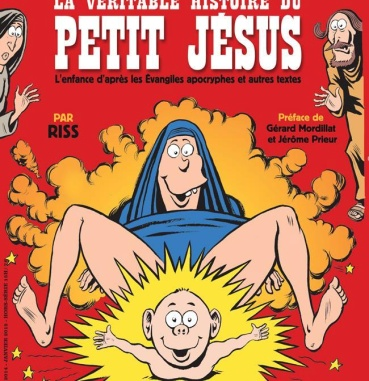 LA VÉRITABLE HISTOIRE DU
PETIT JÉSUS
L'enfance d'après les Évangiles apocryphes et autres textes
PAR
RISS
Préface de
Gérard Mordillat
et Jérôme Prieur